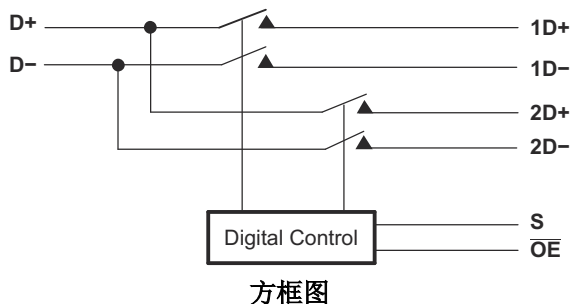 D+
1D+
D−
1D−
2D+
2D−
Digital Control
S
OE
方框图